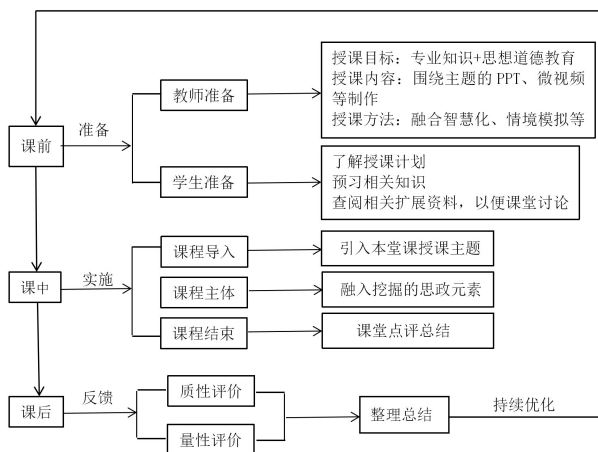 授课目标：专业知识+思想道德教育
授课内容：围绕主题的PPT、微视频
等制作
授课方法：融合智慧化、情境模拟等
教师准备
准备
课前
学生准备
了解授课计划
预习相关知识
查阅相关扩展资料，以便课堂讨论
课程导入
引入本堂课授课主题
课中
实施
课程主体
融入挖掘的思政元素
课程结束
课堂点评总结
质性评价
反馈
课后
整理总结
持续优化
量性评价